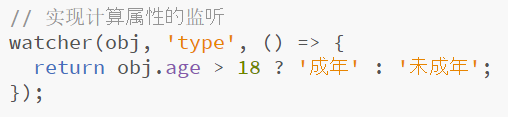 // 实现计算属性的监听
watcher(obj, 'type', () => {
  return obj.age > 18 ? '成年' : '未成年';
});